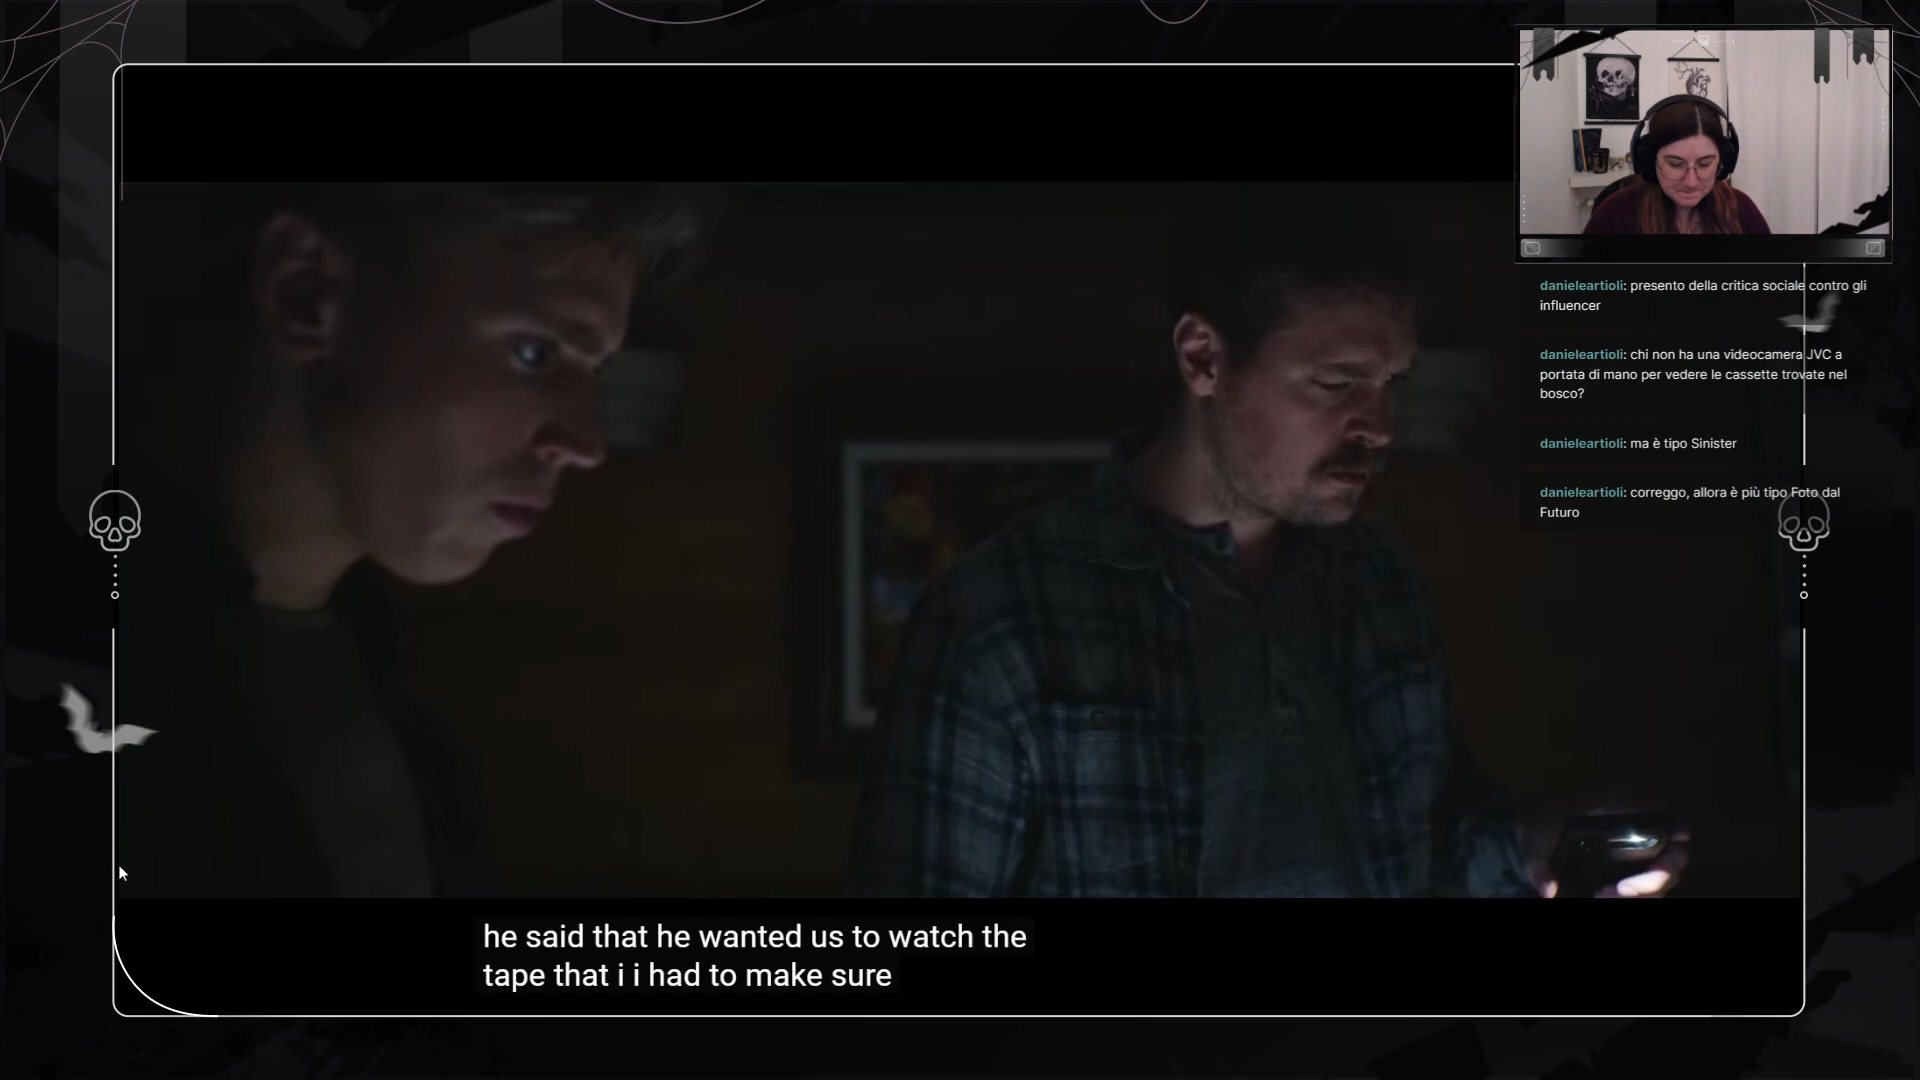 danieleartioli: presento della critica sociale contro gli
influencer
danieleartioli: chi non ha una videocamera JVC a
portata di mano per vedere le cassette trovate nel
bosco?
danieleartioli: ma è tipo Sinister
danieleartioli: correggo, allora è più tipo Foto dal
Futuro
he said that he wanted us to watch the
tape that i i had to make sure